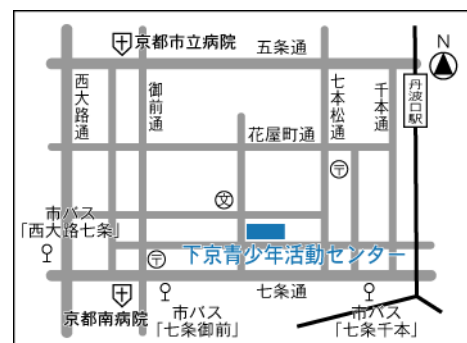 京都市立病院
五条通
N
西大路通
御前通
七本松通
千本通
丹波口駅
花屋町通
〒
文
市バス
「西大路七条」
下京青少年活動センター
〒
七条通
京都南病院
市バス
「七条御前」
市バス
「七条千本」